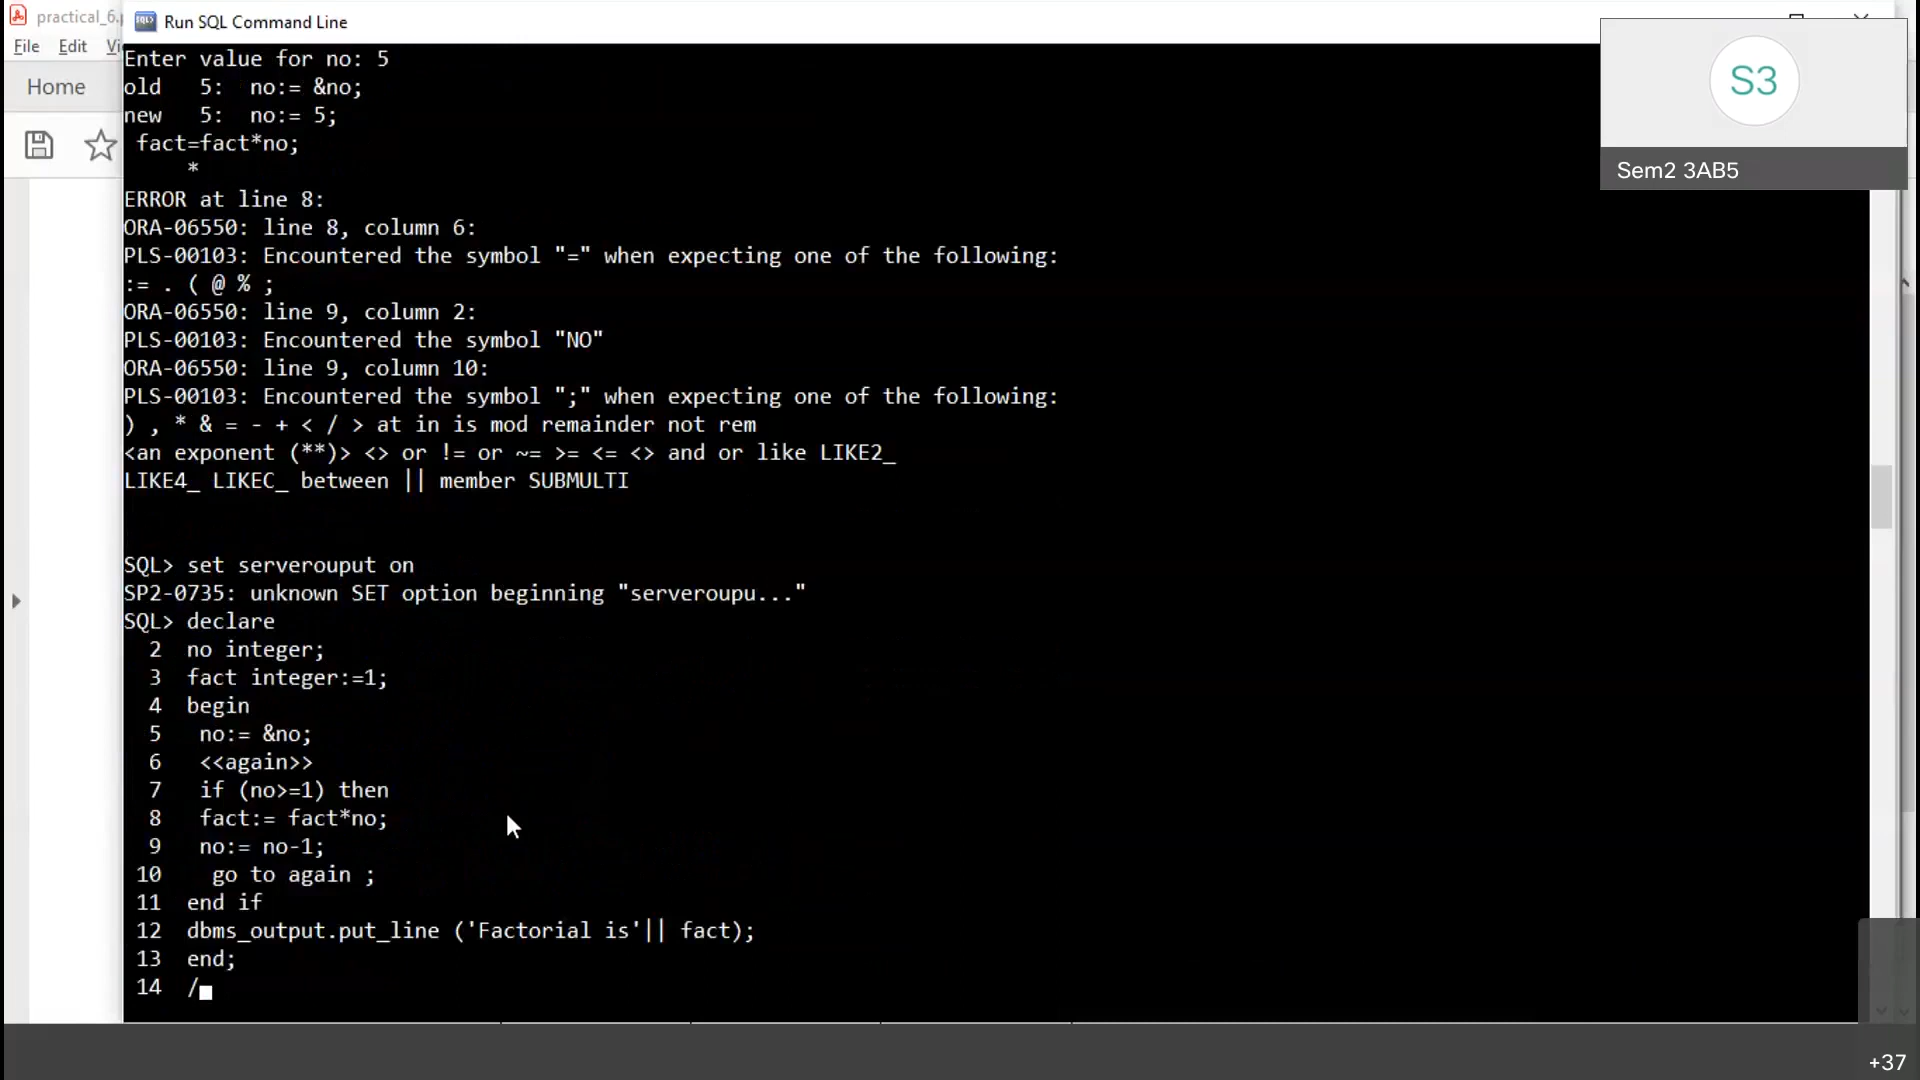 practical_6.p
Run SQL Command Line
File Edit Vi
Home
S3
Sem2 3AB5
Enter value for no: 5
old   5:  no:= &no;
new   5:  no:= 5;
 fact=fact*no;
     *
ERROR at line 8:
ORA-06550: line 8, column 6:
PLS-00103: Encountered the symbol "=" when expecting one of the following:
:= . ( @ % ;
ORA-06550: line 9, column 2:
PLS-00103: Encountered the symbol "NO"
ORA-06550: line 9, column 10:
PLS-00103: Encountered the symbol ";" when expecting one of the following:
) , * & = - + < / > at in is mod remainder not rem
<an exponent (**)> <> or != or ~= >= <= <> and or like LIKE2_
LIKE4_ LIKEC_ between || member SUBMULTI
SQL> set serverouput on
SP2-0735: unknown SET option beginning "serveroupu..."
SQL> declare
  2  no integer;
  3  fact integer:=1;
  4  begin
  5   no:= &no;
  6   <<again>>
  7   if (no>=1) then
  8   fact:= fact*no;
  9   no:= no-1;
 10    go to again ;
 11  end if
 12  dbms_output.put_line ('Factorial is'|| fact);
 13  end;
 14  /
+37